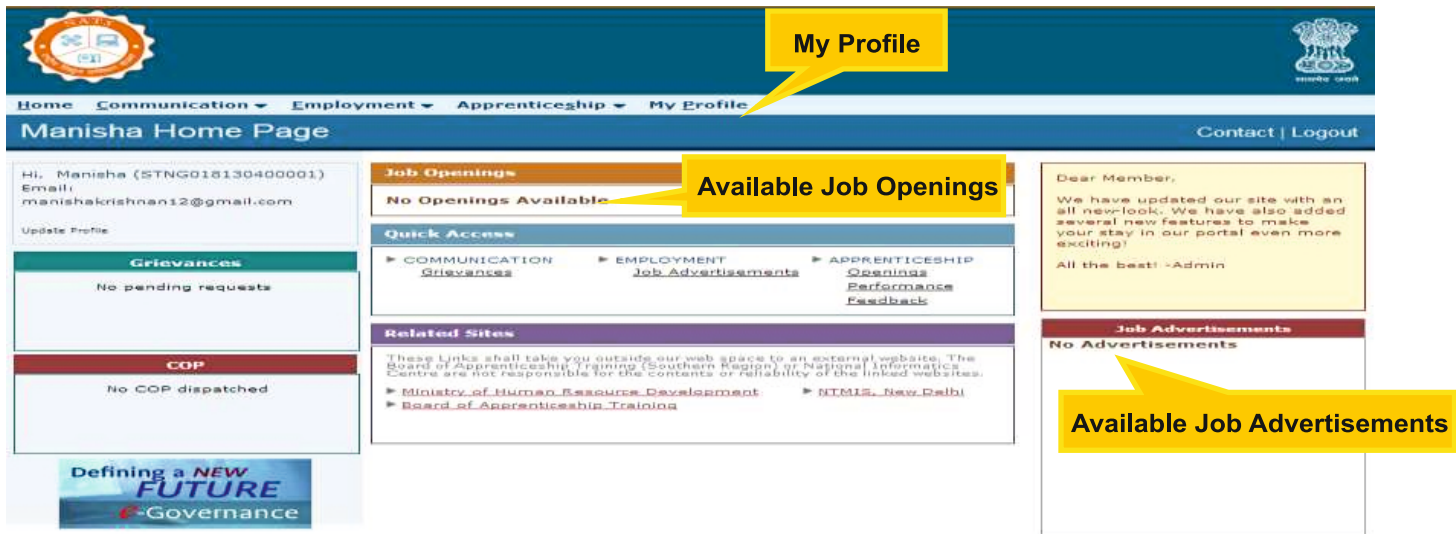 N.A.T.S
My Profile
Home Communication Employment Apprenticeship My Profile
Manisha Home Page
Contact | Logout
Hi, Manisha (STNG018130400001)
Email:
manishakrishnan12@gmail.com
Update Profile
Grievances
No pending requests
COP
No COP dispatched
Defining a NEW
FUTURE
e-Governance
Job Openings
No Openings Available
Available Job Openings
Quick Access
COMMUNICATION
Grievances
EMPLOYMENT
Job Advertisements
APPRENTICESHIP
Openings
Performance
Feedback
Related Sites
These Links shall take you outside our web space to an external website. The
Board of Apprenticeship Training (Southern Region) or National Informatics
Centre are not responsible for the contents or reliability of the linked websites.
Ministry of Human Resource Development
NTMIS, New Delhi
Board of Apprenticeship Training
Dear Member,
We have updated our site with an
all new-look. We have also added
several new features to make
your stay in our portal even more
exciting!
All the best! -Admin
Job Advertisements
No Advertisements
Available Job Advertisements